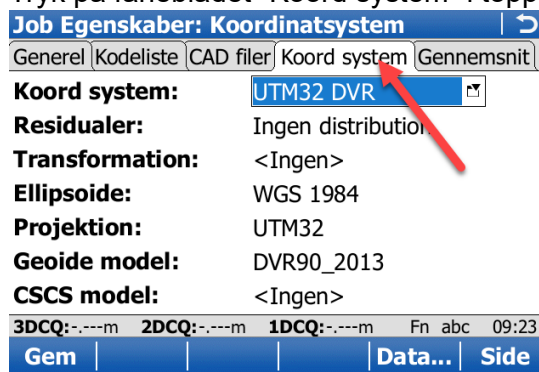 Job Egenskaber: Koordinatsystem
Generel Kodeliste CAD filer Koord system Gennemsnit
Koord system: UTM32 DVR
Residualer: Ingen distribution
Transformation: <Ingen>
Ellipsoide: WGS 1984
Projektion: UTM32
Geoide model: DVR90_2013
CSCS model: <Ingen>
3DCQ:-.---m 2DCQ:-.---m 1DCQ:-.---m Fn abc 09:23
Gem Data... Side